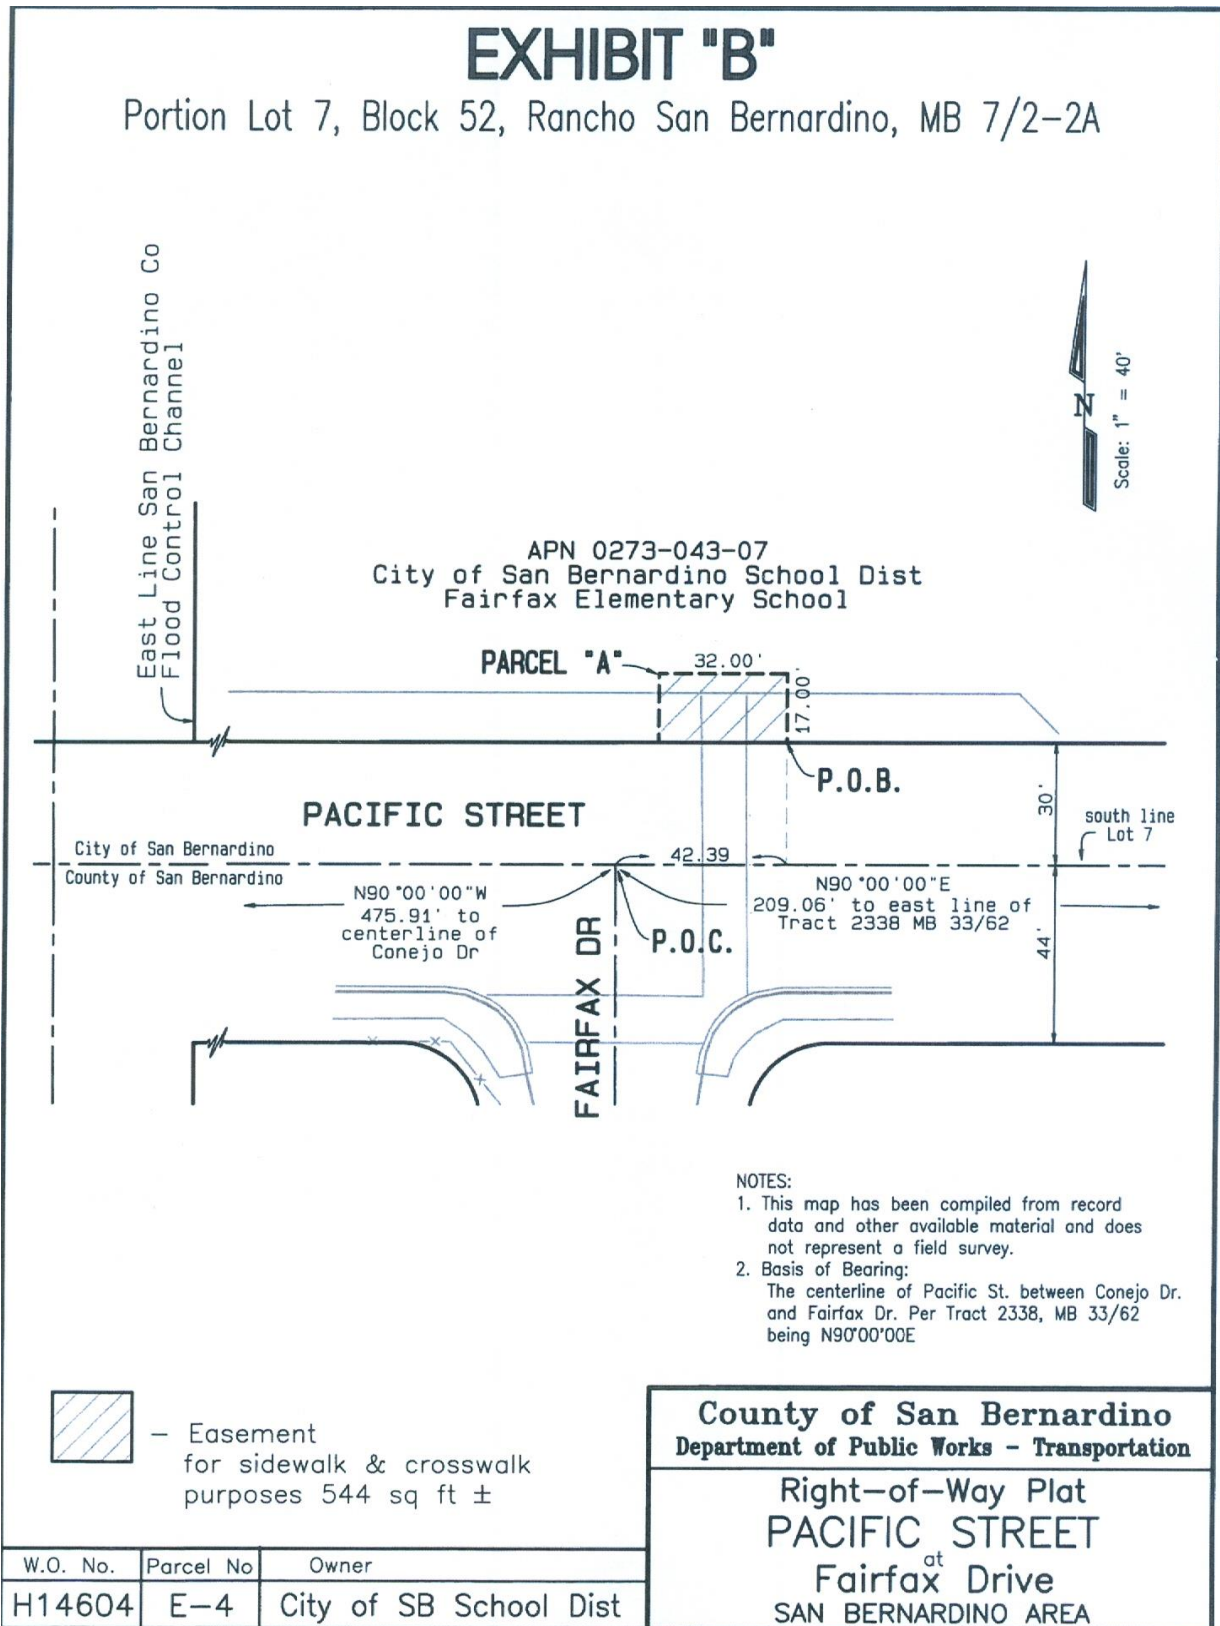 EXHIBIT "B"
Portion Lot 7, Block 52, Rancho San Bernardino, MB 7/2-2A
East Line San Bernardino Co
Flood Control Channel
N
Scale: 1" = 40'
APN 0273-043-07
City of San Bernardino School Dist
Fairfax Elementary School
PARCEL "A"
32.00'
17.00'
P.O.B.
PACIFIC STREET
30'
south line
Lot 7
City of San Bernardino
County of San Bernardino
42.39
N90°00'00"W
475.91' to
centerline of
Conejo Dr
N90°00'00"E
209.06' to east line of
Tract 2338 MB 33/62
P.O.C.
44'
FAIRFAX DR
NOTES:
1. This map has been compiled from record
data and other available material and does
not represent a field survey.
2. Basis of Bearing:
The centerline of Pacific St. between Conejo Dr.
and Fairfax Dr. Per Tract 2338, MB 33/62
being N90°00'00E
- Easement
for sidewalk & crosswalk
purposes 544 sq ft ±
County of San Bernardino
Department of Public Works - Transportation
Right-of-Way Plat
PACIFIC STREET
at
Fairfax Drive
SAN BERNARDINO AREA
W.O. No. Parcel No Owner
H14604 E-4 City of SB School Dist